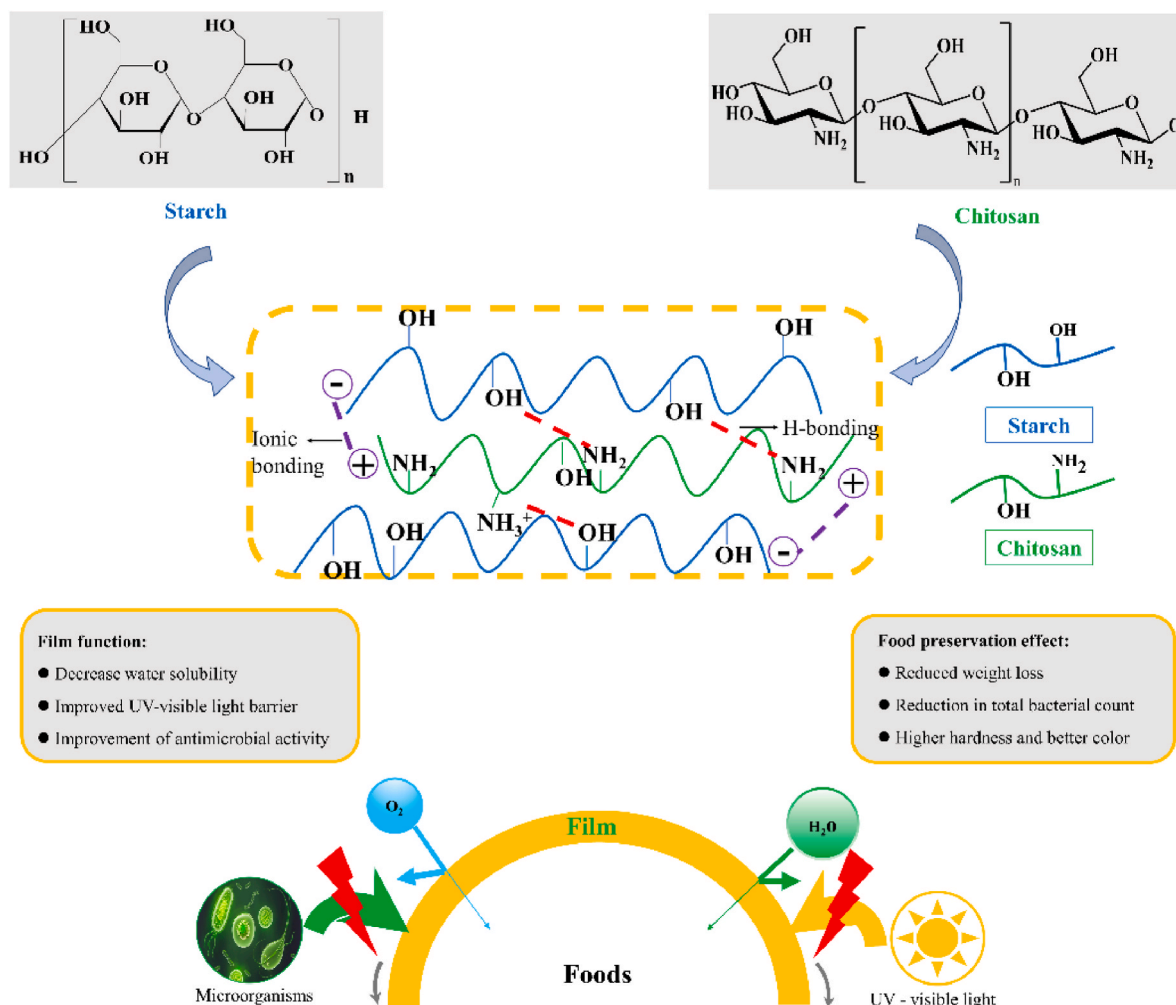 HO
HO
O
O
OH
OH
O
O
HO
OH
OH
H
n
Starch
OH
OH
OH
HO
HO
O
O
HO
NH₂
O
O
HO
NH₂
n
O
O
HO
NH₂
Chitosan
OH
OH
OH
OH
-
Ionic
bonding
+
NH₂
OH
NH₂
H-bonding
NH₂
+
NH₃⁺
OH
OH
OH
OH
-
OH
OH
Starch
NH₂
OH
Chitosan
Film function:
● Decrease water solubility
● Improved UV-visible light barrier
● Improvement of antimicrobial activity
Food preservation effect:
● Reduced weight loss
● Reduction in total bacterial count
● Higher hardness and better color
O₂
Film
H₂O
Foods
Microorganisms
UV - visible light